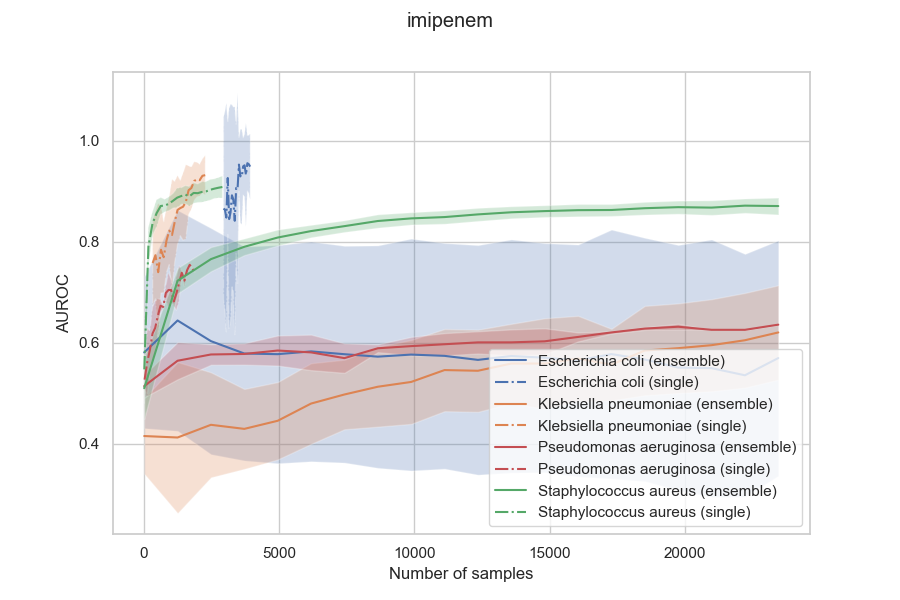 imipenem
1.0
0.8
0.6
0.4
AUROC
0
5000
10000
15000
20000
Number of samples
Escherichia coli (ensemble)
Escherichia coli (single)
Klebsiella pneumoniae (ensemble)
Klebsiella pneumoniae (single)
Pseudomonas aeruginosa (ensemble)
Pseudomonas aeruginosa (single)
Staphylococcus aureus (ensemble)
Staphylococcus aureus (single)